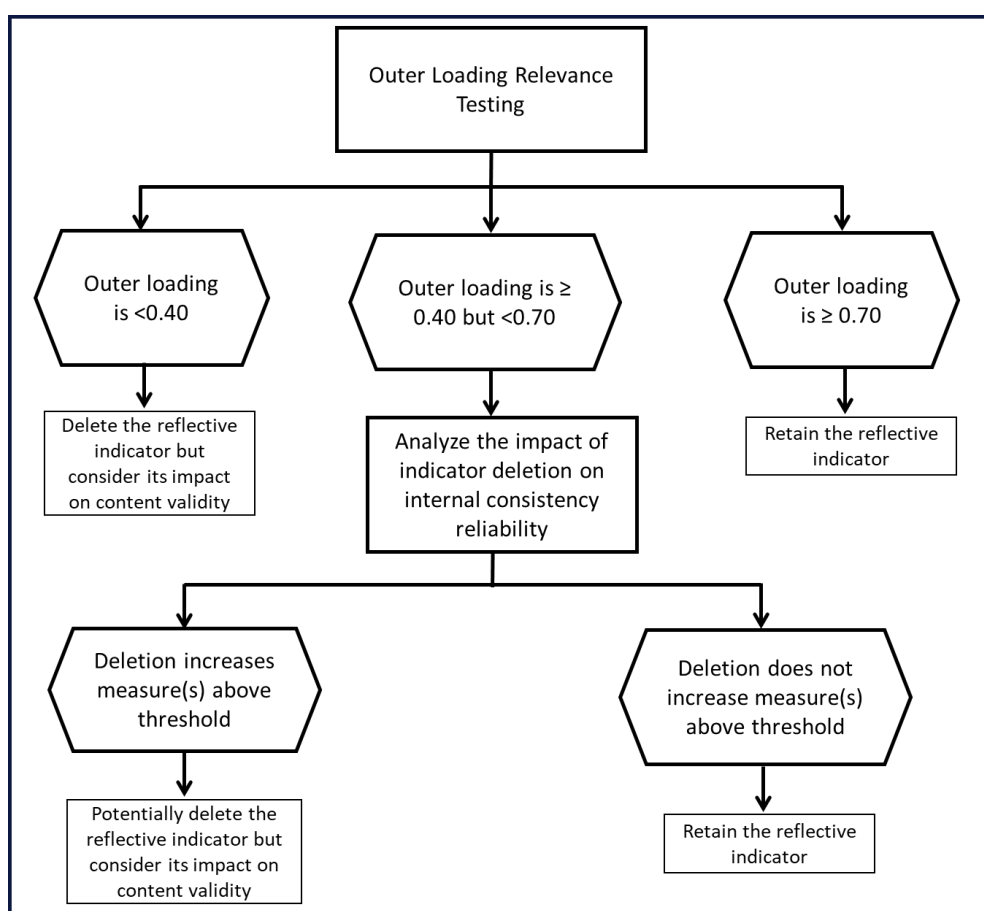 Outer Loading Relevance
Testing
Outer loading
is <0.40
Outer loading is ≥
0.40 but <0.70
Outer loading
is ≥ 0.70
Delete the reflective
indicator but
consider its impact
on content validity
Analyze the impact of
indicator deletion on
internal consistency
reliability
Retain the reflective
indicator
Deletion increases
measure(s) above
threshold
Deletion does not
increase measure(s)
above threshold
Potentially delete the
reflective indicator but
consider its impact on
content validity
Retain the reflective
indicator